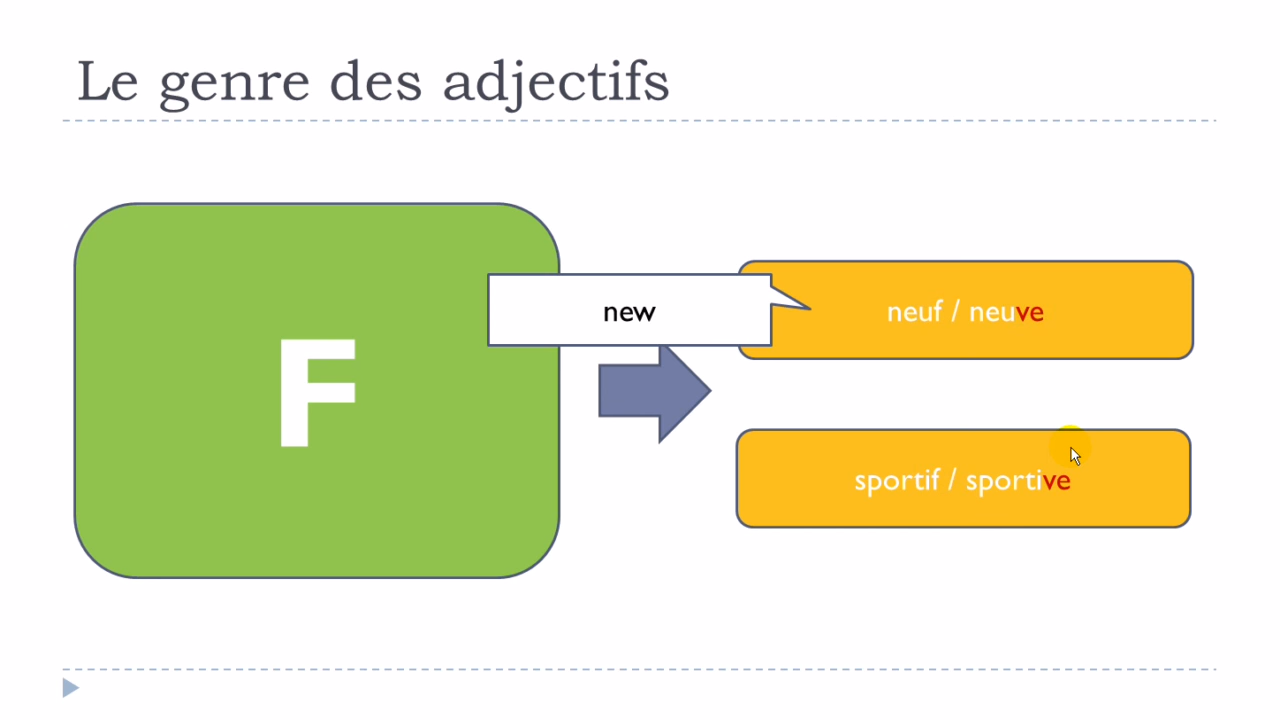 Le genre des adjectifs
F
new
neuf / neuve
sportif / sportive